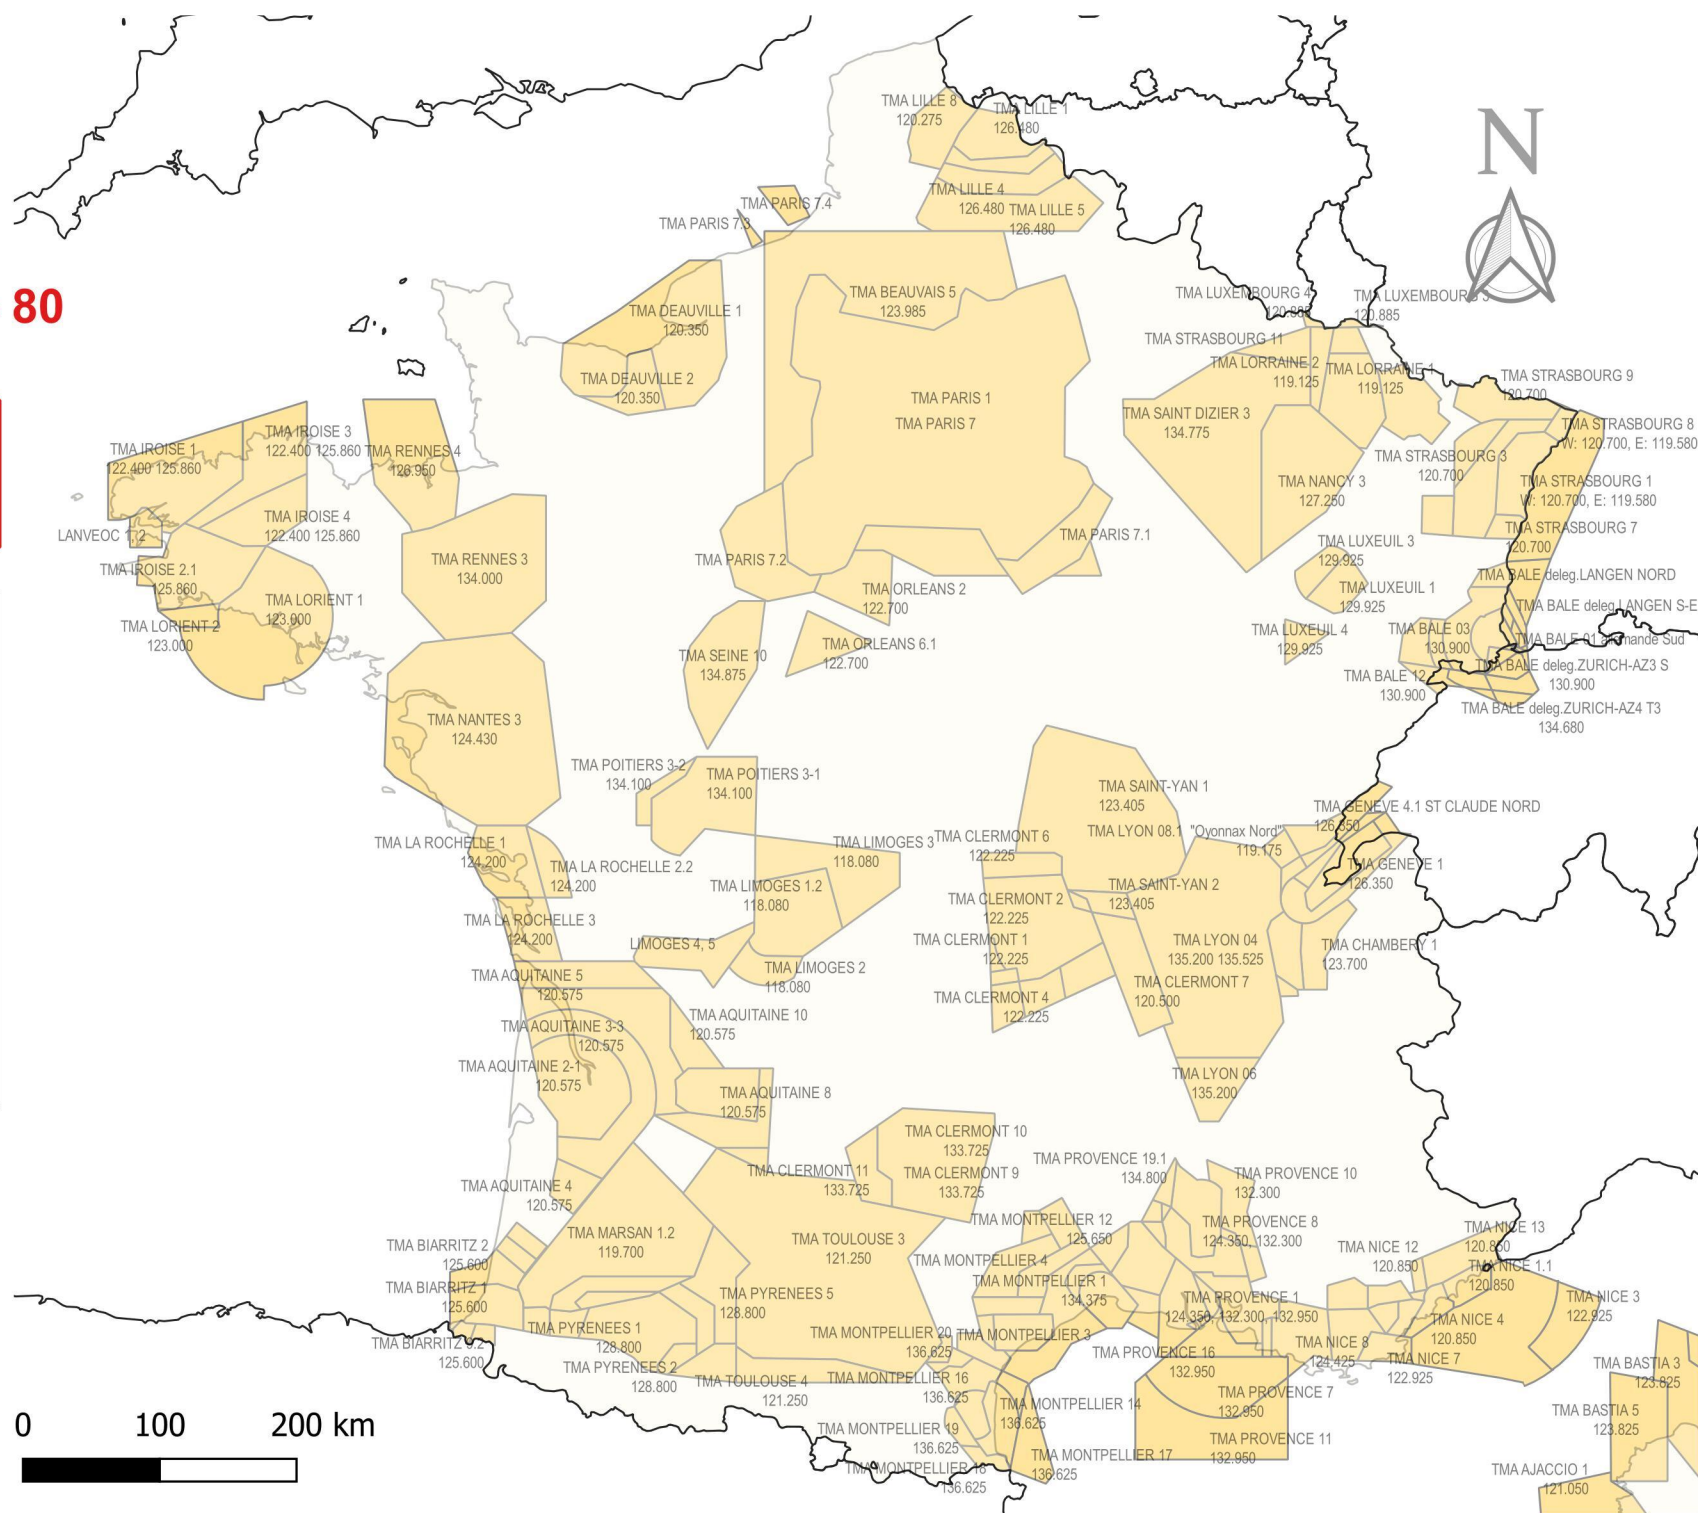 N
80
TMA LILLE 8
120.275
TMA LILLE 1
126.480
TMA LILLE 4
126.480
TMA LILLE 5
126.480
TMA PARIS 7.4
TMA PARIS 7.3
TMA DEAUVILLE 1
120.350
TMA DEAUVILLE 2
120.350
TMA BEAUVAIS 5
123.985
TMA PARIS 1
TMA PARIS 7
TMA LUXEMBOURG 4
TMA LUXEMBOURG 3
120.885
TMA STRASBOURG 11
TMA LORRAINE 2
119.125
TMA LORRAINE 1
119.125
TMA STRASBOURG 9
120.700
TMA SAINT DIZIER 3
134.775
TMA STRASBOURG 8
W: 120.700, E: 119.580
TMA STRASBOURG 3
120.700
TMA NANCY 3
127.250
TMA STRASBOURG 1
W: 120.700, E: 119.580
TMA STRASBOURG 7
120.700
TMA IROISE 1
122.400 125.860
TMA IROISE 3
122.400 125.860
TMA RENNES 4
126.950
TMA IROISE 4
122.400 125.860
LANVEOC 1, 2
TMA IROISE 2.1
125.860
TMA RENNES 3
134.000
TMA PARIS 7.2
TMA PARIS 7.1
TMA LORIENT 1
123.000
TMA LORIENT 2
123.000
TMA ORLEANS 2
122.700
TMA ORLEANS 6.1
122.700
TMA SEINE 10
134.875
TMA LUXEUIL 3
129.925
TMA LUXEUIL 1
129.925
TMA LUXEUIL 4
129.925
TMA BALE deleg.LANGEN NORD
TMA BALE deleg.LANGEN S-E
TMA BALE 03
130.900
TMA BALE deleg.ZURICH-AZ3 S
130.900
TMA BALE 12
130.900
TMA BALE deleg.ZURICH-AZ4 T3
134.680
TMA NANTES 3
124.430
TMA POITIERS 3-2
134.100
TMA POITIERS 3-1
134.100
TMA SAINT-YAN 1
123.405
TMA LYON 08.1 "Oyonnax Nord"
119.175
TMA GENEVE 4.1 ST CLAUDE NORD
126.350
TMA GENEVE 1
126.350
TMA LA ROCHELLE 1
124.200
TMA LA ROCHELLE 2.2
124.200
TMA LA ROCHELLE 3
124.200
TMA LIMOGES 3
118.080
TMA LIMOGES 1.2
118.080
LIMOGES 4, 5
TMA LIMOGES 2
118.080
TMA CLERMONT 6
122.225
TMA CLERMONT 2
122.225
TMA CLERMONT 1
122.225
TMA CLERMONT 4
122.225
TMA SAINT-YAN 2
123.405
TMA LYON 04
135.200 135.525
TMA CLERMONT 7
120.500
TMA CHAMBERY 1
123.700
TMA LYON 06
135.200
TMA AQUITAINE 5
120.575
TMA AQUITAINE 3-3
120.575
TMA AQUITAINE 10
120.575
TMA AQUITAINE 2-1
120.575
TMA AQUITAINE 8
120.575
TMA AQUITAINE 4
120.575
TMA CLERMONT 10
133.725
TMA CLERMONT 11
133.725
TMA CLERMONT 9
133.725
TMA PROVENCE 19.1
134.800
TMA PROVENCE 10
132.300
TMA BIARRITZ 2
125.600
TMA BIARRITZ 1
125.600
125.600
TMA MARSAN 1.2
119.700
TMA TOULOUSE 3
121.250
TMA PYRENEES 5
128.800
TMA PYRENEES 1
128.800
TMA PYRENEES 2
128.800
TMA TOULOUSE 4
121.250
TMA MONTPELLIER 12
125.650
TMA MONTPELLIER 4
TMA MONTPELLIER 1
134.375
TMA PROVENCE 8
124.350, 132.300
TMA PROVENCE 1
124.350, 132.300, 132.950
TMA MONTPELLIER 20
136.625
TMA MONTPELLIER 3
TMA MONTPELLIER 16
136.625
TMA MONTPELLIER 14
136.625
TMA MONTPELLIER 19
136.625
TMA MONTPELLIER 17
136.625
136.625
TMA PROVENCE 16
132.950
TMA PROVENCE 7
132.950
TMA PROVENCE 11
132.950
TMA NICE 13
120.850
TMA NICE 12
120.850
TMA NICE 1.1
120.850
TMA NICE 3
122.925
TMA NICE 4
120.850
TMA NICE 8
124.425
TMA NICE 7
122.925
TMA BASTIA 3
123.825
TMA BASTIA 5
123.825
TMA AJACCIO 1
121.050
0 100 200 km